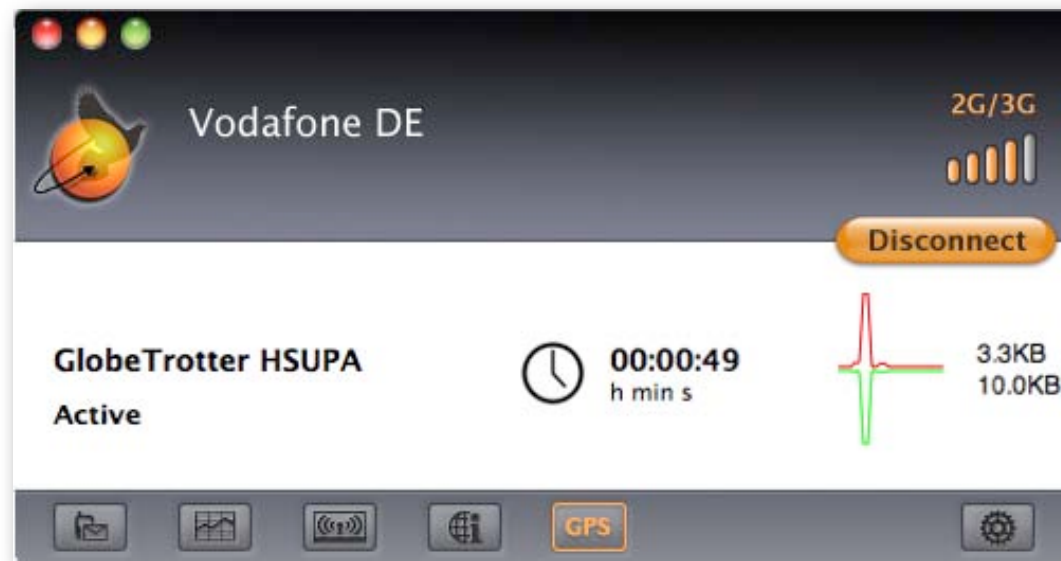 Vodafone DE
2G/3G
Disconnect
GlobeTrotter HSUPA
Active
00:00:49
h min s
3.3KB
10.0KB
GPS